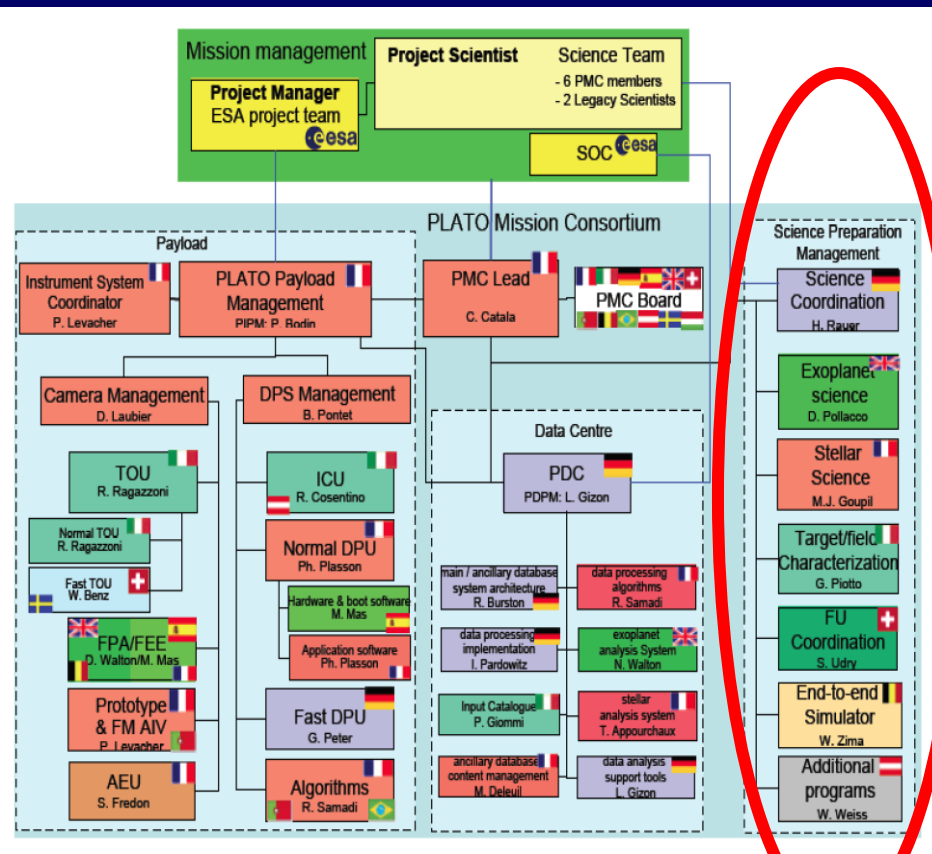 Mission management
Project Manager
ESA project team
esa
Project Scientist
Science Team
- 6 PMC members
- 2 Legacy Scientists
SOC
esa
PLATO Mission Consortium
Payload
Instrument System
Coordinator
P. Levacher
PLATO Payload
Management
PIPM: P. Bodin
PMC Lead
C. Catala
PMC Board
Camera Management
D. Laubier
DPS Management
B. Pontet
TOU
R. Ragazzoni
Normal TOU
R. Ragazzoni
Fast TOU
W. Benz
FPA/FEE
D. Walton/M. Mas
Prototype
& FM AIV
P. Levacher
AEU
S. Fredon
ICU
R. Cosentino
Normal DPU
Ph. Plasson
Hardware & boot software
M. Mas
Application software
Ph. Plasson
Fast DPU
G. Peter
Algorithms
R. Samadi
Data Centre
PDC
PDPM: L. Gizon
main / ancillary database
system architecture
R. Burston
data processing
algorithms
R. Samadi
data processing
implementation
I. Pardowitz
exoplanet
analysis System
N. Walton
Input Catalogue
P. Giommi
stellar
analysis system
T. Appourchaux
ancillary database
content management
M. Deleuil
data analysis
support tools
L. Gizon
Science Preparation
Management
Science
Coordination
H. Rauer
Exoplanet
science
D. Pollacco
Stellar
Science
M.J. Goupil
Target/field
Characterization
G. Piotto
FU
Coordination
S. Udry
End-to-end
Simulator
W. Zima
Additional
programs
W. Weiss